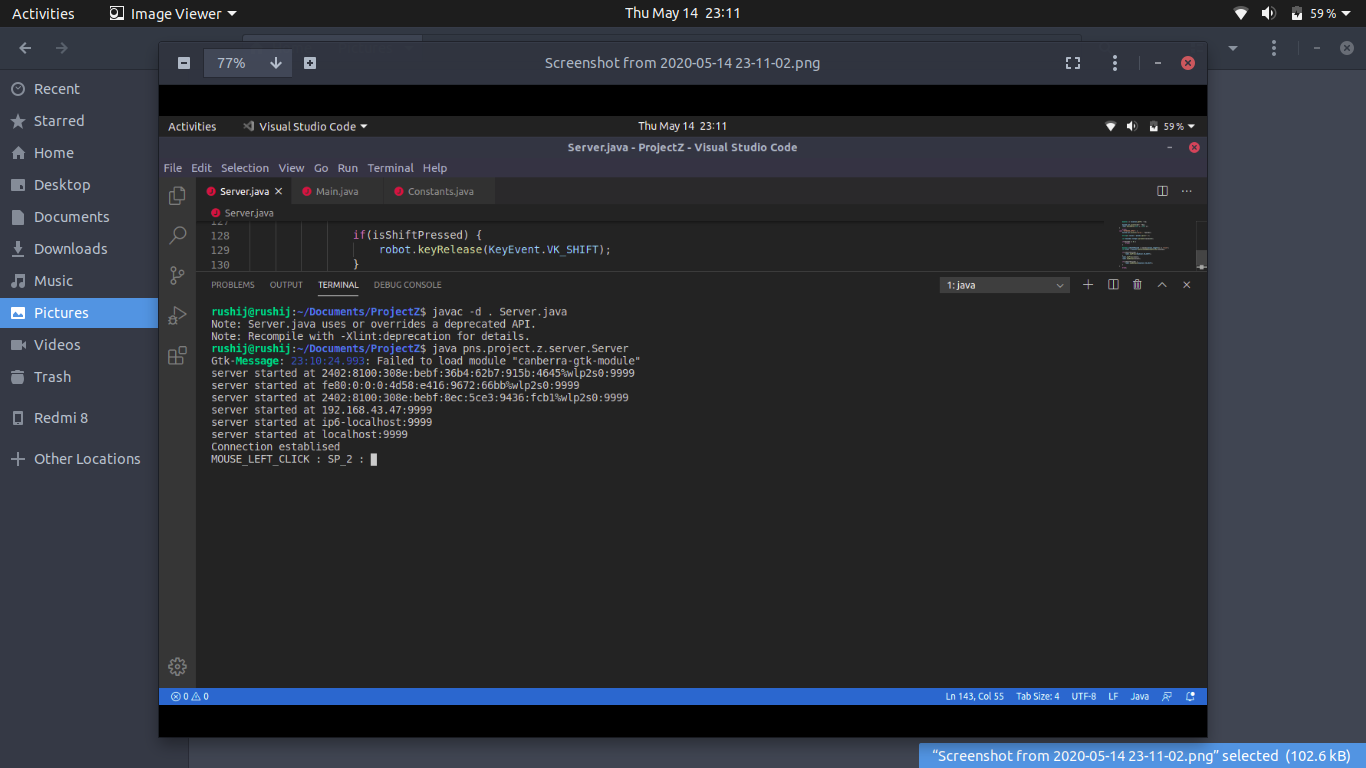 Activities Image Viewer Thu May 14 23:11 59 %
77% Screenshot from 2020-05-14 23-11-02.png
Recent
Starred
Home
Desktop
Documents
Downloads
Music
Pictures
Videos
Trash
Redmi 8
Other Locations
Activities Visual Studio Code Thu May 14 23:11 59 %
Server.java - ProjectZ - Visual Studio Code
File Edit Selection View Go Run Terminal Help
Server.java Main.java Constants.java
Server.java
127
128 if(isShiftPressed) {
129 robot.keyRelease(KeyEvent.VK_SHIFT);
130 }
PROBLEMS OUTPUT TERMINAL DEBUG CONSOLE 1: java
rushij@rushij:~/Documents/ProjectZ$ javac -d . Server.java
Note: Server.java uses or overrides a deprecated API.
Note: Recompile with -Xlint:deprecation for details.
rushij@rushij:~/Documents/ProjectZ$ java pns.project.z.server.Server
Gtk-Message: 23:10:24.993: Failed to load module "canberra-gtk-module"
server started at 2402:8100:308e:bebf:36b4:62b7:915b:4645%wlp2s0:9999
server started at fe80:0:0:0:4d58:e416:9672:66bb%wlp2s0:9999
server started at 2402:8100:308e:bebf:8ec:5ce3:9436:fcb1%wlp2s0:9999
server started at 192.168.43.47:9999
server started at ip6-localhost:9999
server started at localhost:9999
Connection establised
MOUSE_LEFT_CLICK : SP_2 :
0 0 Ln 143, Col 55 Tab Size: 4 UTF-8 LF Java
“Screenshot from 2020-05-14 23-11-02.png” selected (102.6 kB)